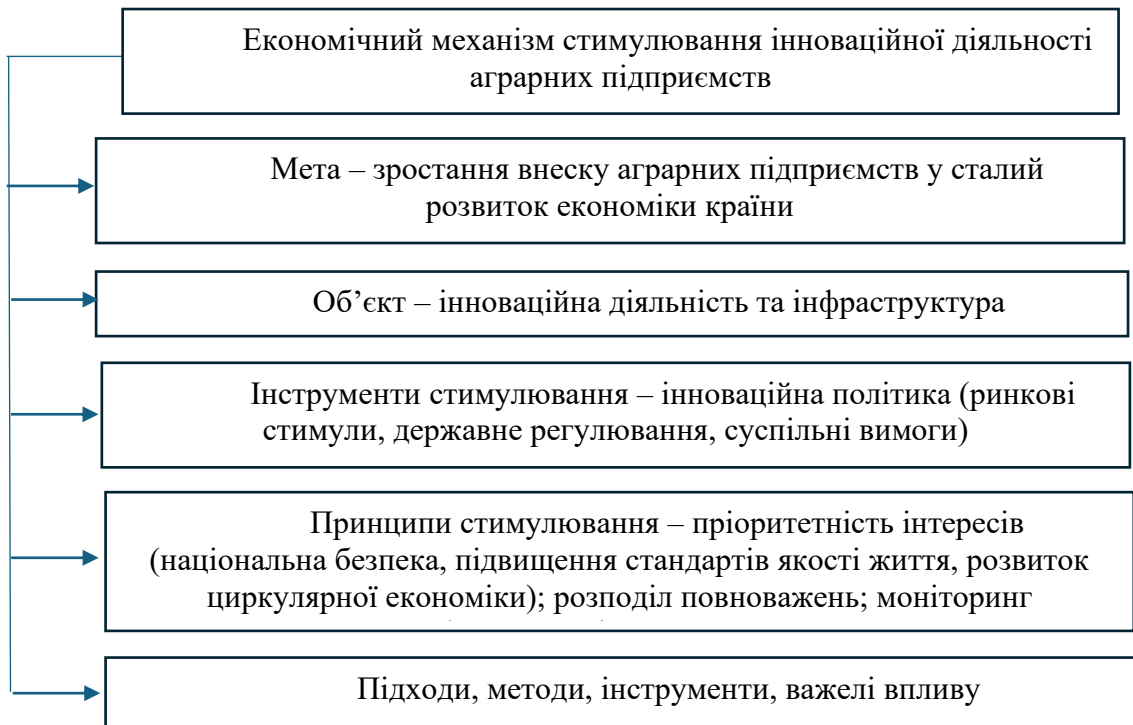 Економічний механізм стимулювання інноваційної діяльності
аграрних підприємств
Мета – зростання внеску аграрних підприємств у сталий
розвиток економіки країни
Об’єкт – інноваційна діяльність та інфраструктура
Інструменти стимулювання – інноваційна політика (ринкові
стимули, державне регулювання, суспільні вимоги)
Принципи стимулювання – пріоритетність інтересів
(національна безпека, підвищення стандартів якості життя, розвиток
циркулярної економіки); розподіл повноважень; моніторинг
Підходи, методи, інструменти, важелі впливу